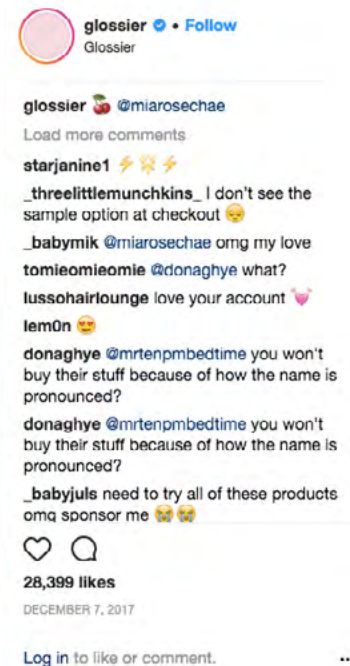 glossier • Follow
Glossier
glossier 🍒 @miarosechae
Load more comments
starjanine1 ⚡💥⚡
_threelittlemunchkins_ I don't see the
sample option at checkout 😔
_babymik @miarosechae omg my love
tomieomieomie @donaghye what?
lussohairlounge love your account 💓
lem0n 😍
donaghye @mrtenpmbedtime you won't
buy their stuff because of how the name is
pronounced?
donaghye @mrtenpmbedtime you won't
buy their stuff because of how the name is
pronounced?
_babyjuls need to try all of these products
omg sponsor me 😭😭
28,399 likes
DECEMBER 7, 2017
Log in to like or comment.